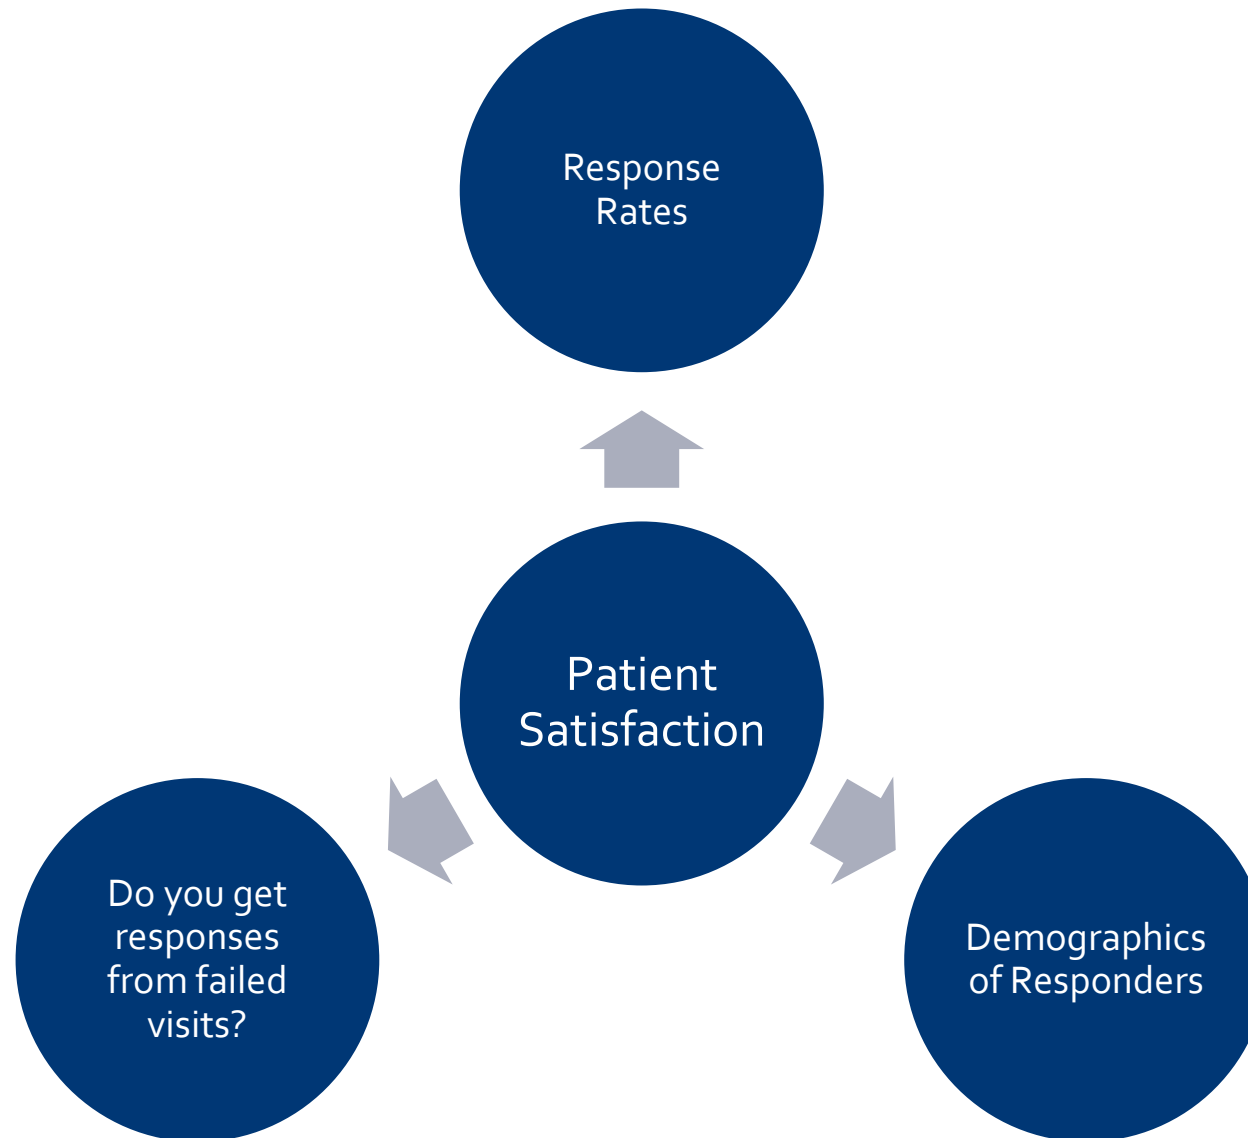 Response
Rates
Patient
Satisfaction
Do you get
responses
from failed
visits?
Demographics
of Responders